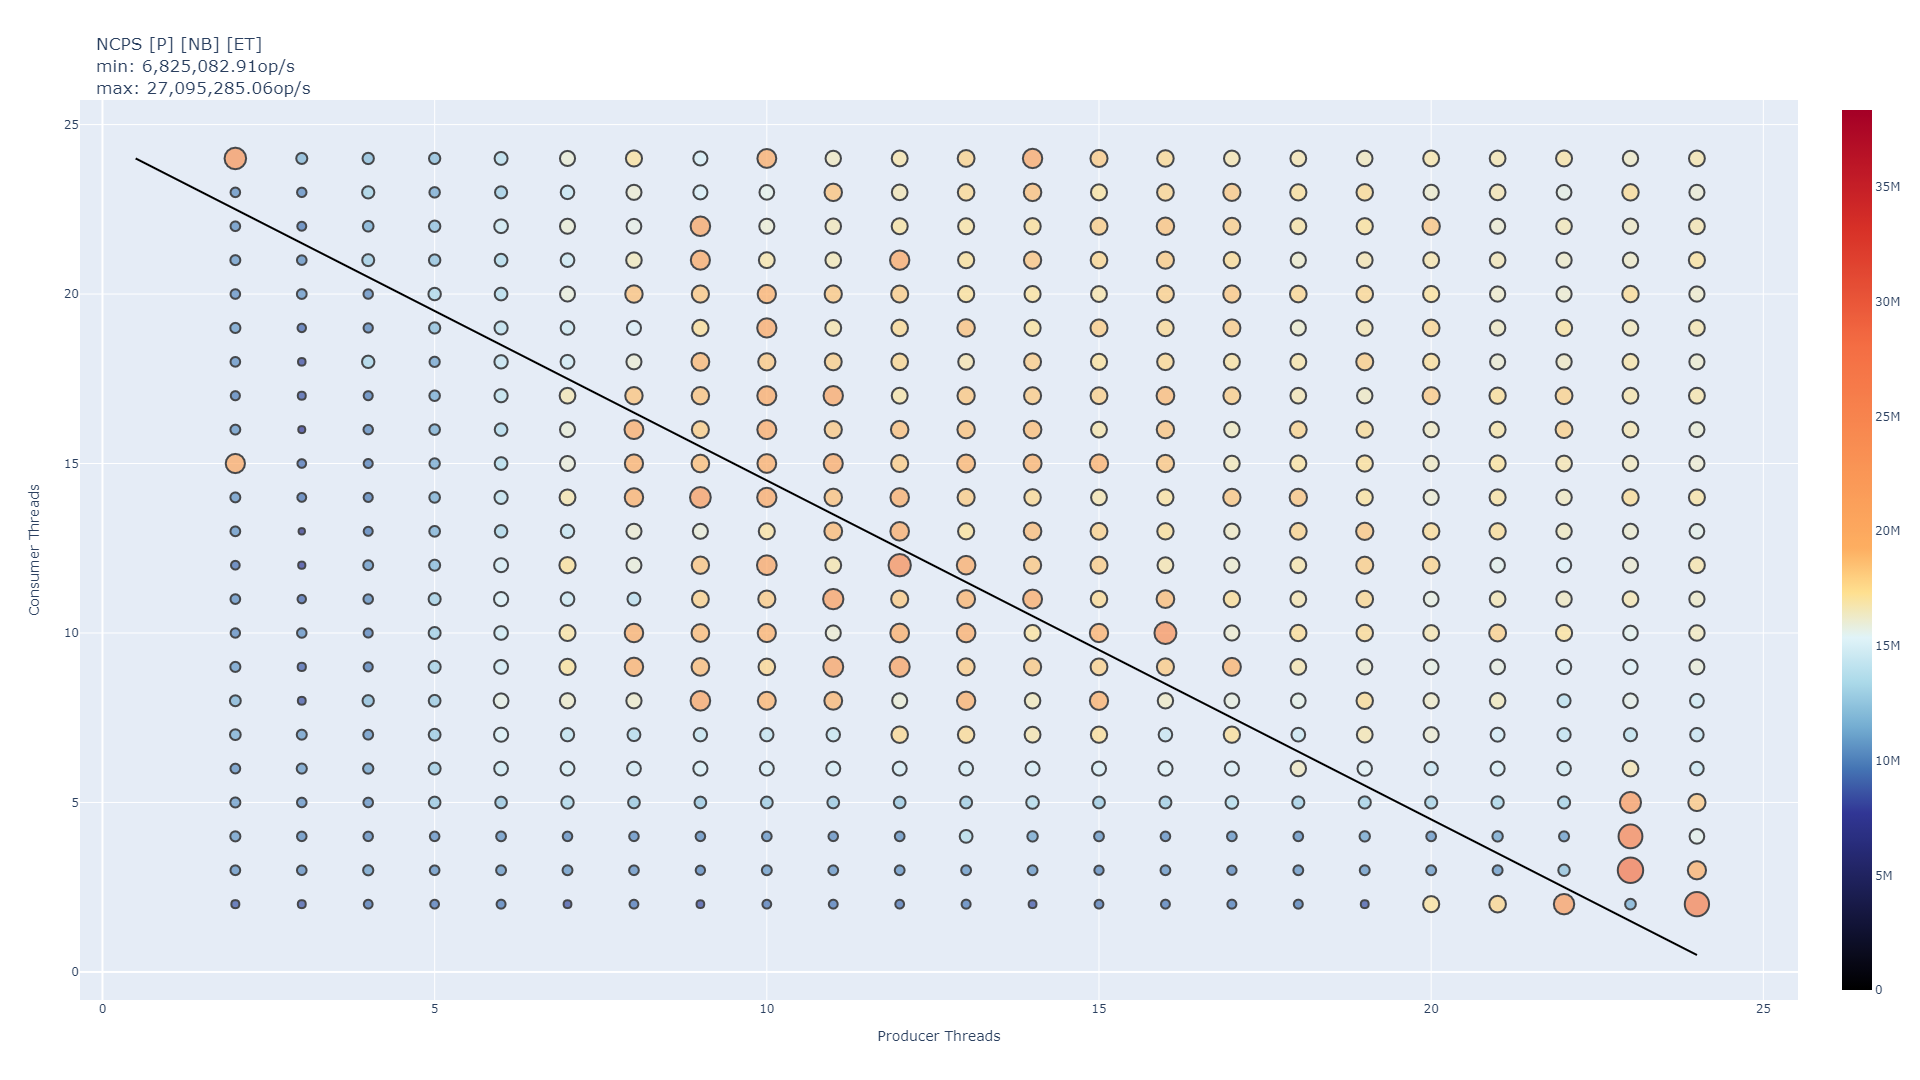 NCPS [P] [NB] [ET]
min: 6,825,082.91op/s
max: 27,095,285.06op/s
25
20
15
10
5
0
Consumer Threads
0
5
10
15
20
25
Producer Threads
35M
30M
25M
20M
15M
10M
5M
0